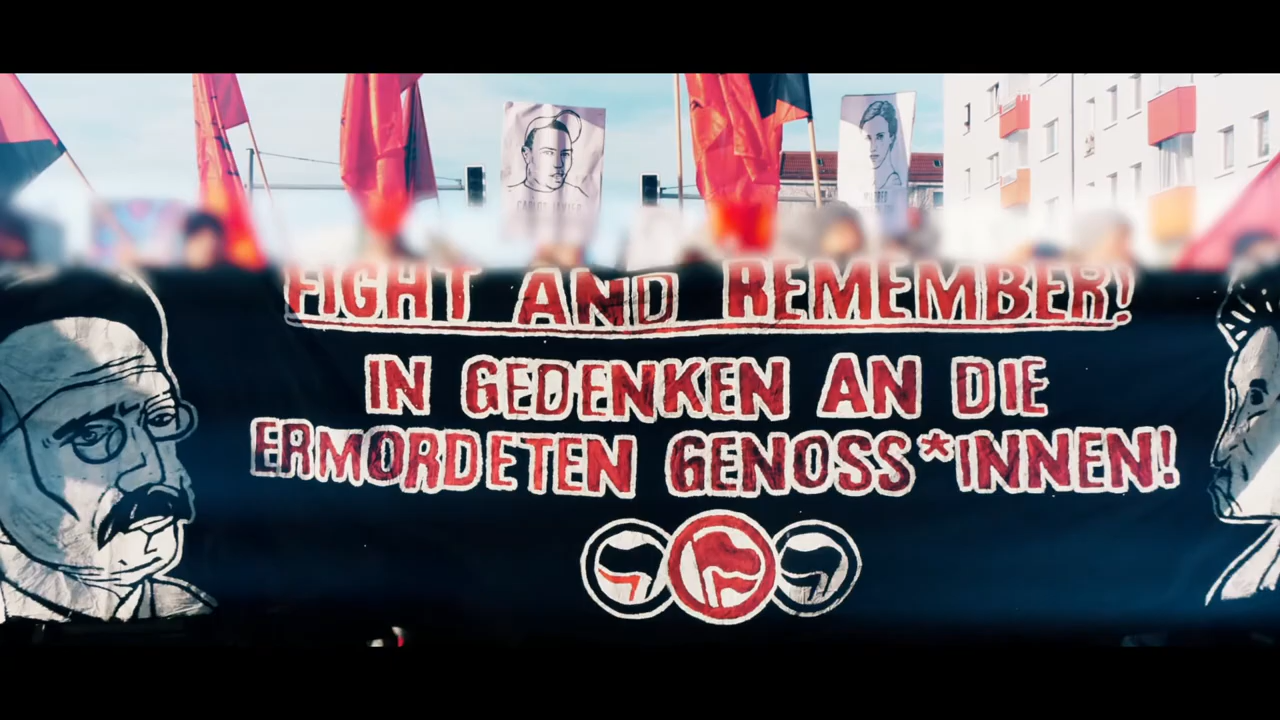 FIGHT AND REMEMBER!
IN GEDENKEN AN DIE
ERMORDETEN GENOSS*INNEN!